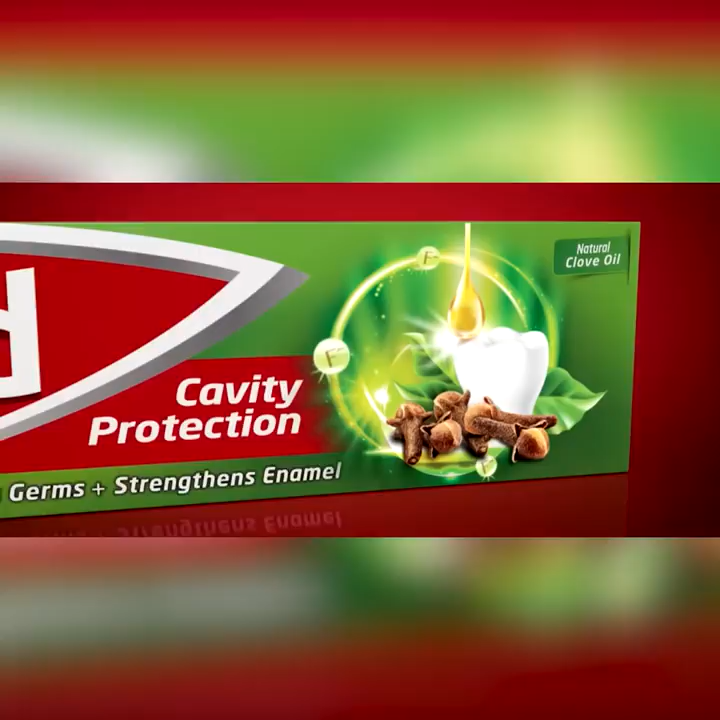 Natural
Clove Oil
d
Cavity
Protection
Germs + Strengthens Enamel
F
F